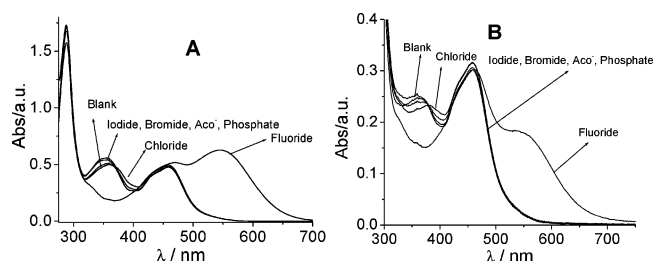 A
Abs/a.u.
1.5
1.0
0.5
0.0
Blank
Iodide, Bromide, Aco⁻, Phosphate
Chloride
Fluoride
300
400
500
600
700
λ / nm
B
Abs/a.u.
0.4
0.3
0.2
0.1
0.0
Blank
Chloride
Iodide, Bromide, Aco⁻, Phosphate
Fluoride
300
400
500
600
700
λ / nm